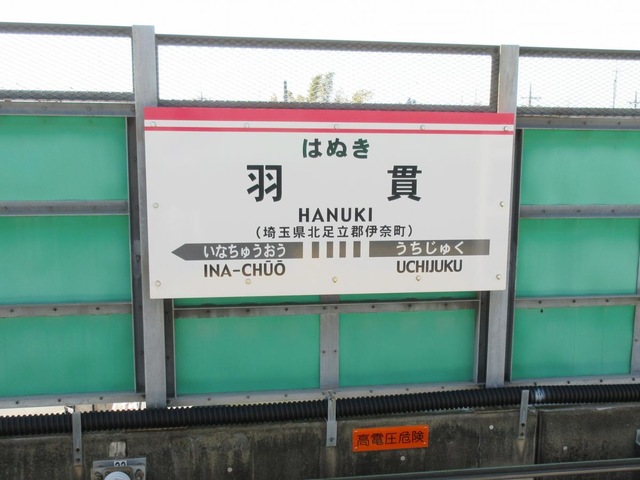 はぬき
羽貫
HANUKI
(埼玉県北足立郡伊奈町)
いなちゅうおう うちじゅく
INA-CHŪŌ UCHIJUKU
高電圧危険